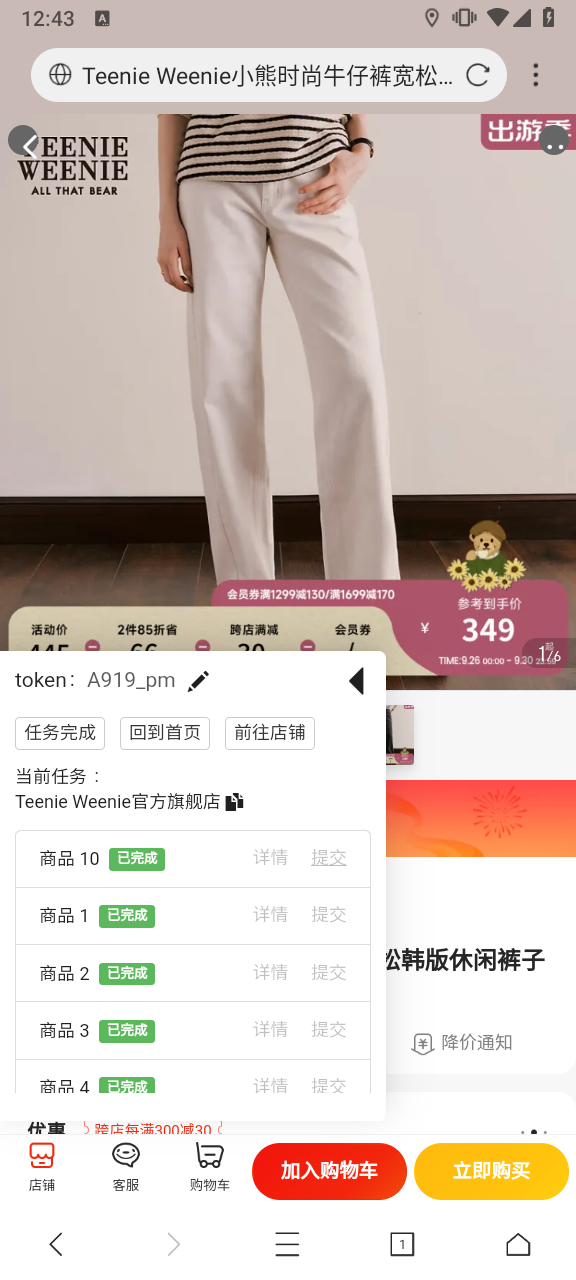 12:43
A
Teenie Weenie小熊时尚牛仔裤宽松…
出游季
TEENIE
WEENIE
ALL THAT BEAR
会员券满1299减130/满1699减170
活动价
2件85折省
跨店满减
会员券
参考到手价
¥ 349
起
TIME:9.26 00:00 - 9.30
1/6
token： A919_pm
任务完成
回到首页
前往店铺
当前任务 ：
Teenie Weenie官方旗舰店
商品 10 已完成 详情 提交
商品 1 已完成 详情 提交
商品 2 已完成 详情 提交
商品 3 已完成 详情 提交
商品 4 已完成 详情 提交
松韩版休闲裤子
降价通知
优惠 跨店每满300减30
店铺
客服
购物车
加入购物车
立即购买
1